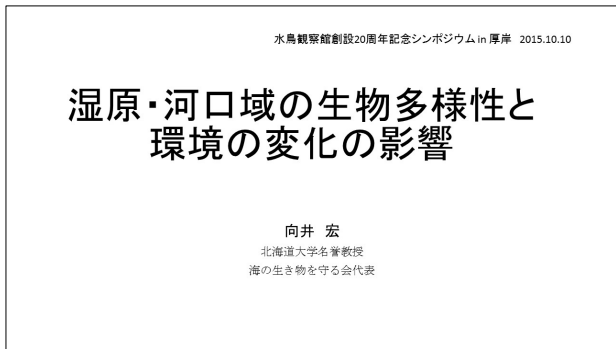 水鳥観察館創設20周年記念シンポジウム in 厚岸 2015.10.10
湿原・河口域の生物多様性と
環境の変化の影響
向井 宏
北海道大学名誉教授
海の生き物を守る会代表